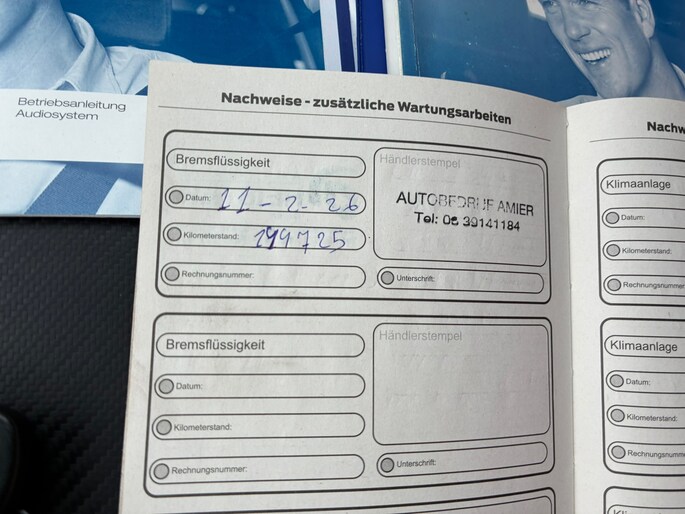 Betriebsanleitung
Audiosystem
Nachweise - zusätzliche Wartungsarbeiten
Bremsflüssigkeit
Datum: 11-2-26
Kilometerstand: 199725
Rechnungsnummer:
Händlerstempel
AUTOBEDRIJF AMIER
Tel: 06 39141184
Unterschrift:
Bremsflüssigkeit
Datum:
Kilometerstand:
Rechnungsnummer:
Händlerstempel
Unterschrift:
Nachw
Klimaanlage
Datum:
Kilometerstand:
Rechnungsnummer
Klimaanlage
Datum:
Kilometerstand:
Rechnungsnummer: